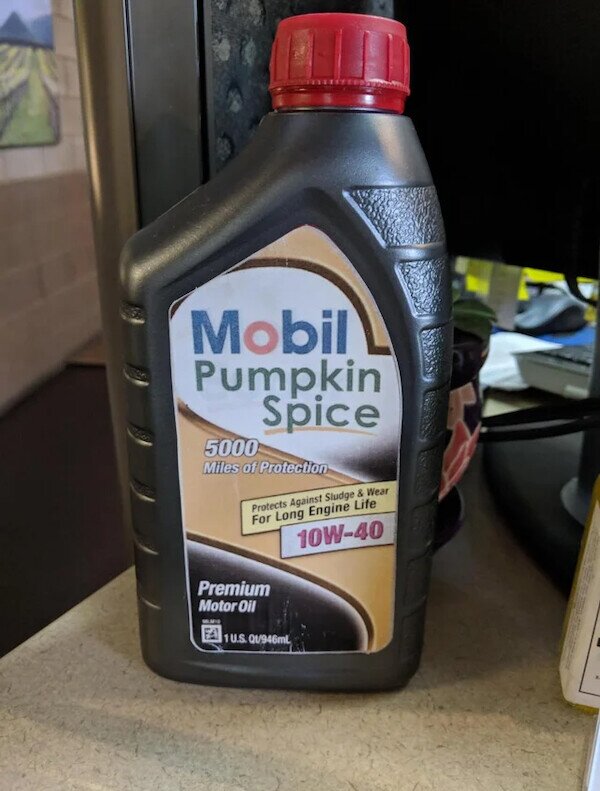 Mobil
Pumpkin
Spice
5000
Miles of Protection
Protects Against Sludge & Wear
For Long Engine Life
10W-40
Premium
Motor Oil
1 U.S. Qt/946mL